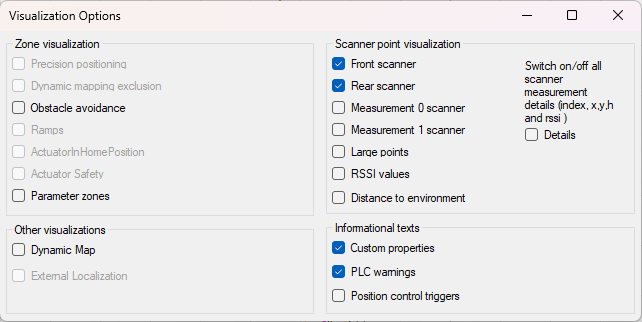 Visualization Options
Zone visualization
Precision positioning
Dynamic mapping exclusion
Obstacle avoidance
Ramps
ActuatorInHomePosition
Actuator Safety
Parameter zones
Other visualizations
Dynamic Map
External Localization
Scanner point visualization
Front scanner
Rear scanner
Measurement 0 scanner
Measurement 1 scanner
Large points
RSSI values
Distance to environment
Switch on/off all
scanner
measurement
details (index, x,y,h
and rssi )
Details
Informational texts
Custom properties
PLC warnings
Position control triggers